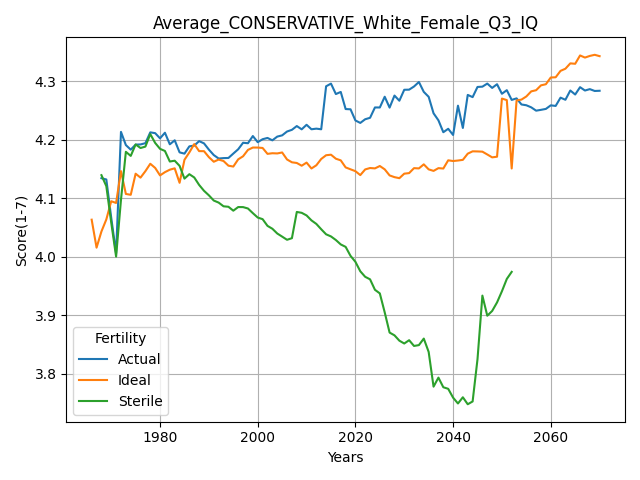 Average_CONSERVATIVE_White_Female_Q3_IQ
Score(1-7)
4.3
4.2
4.1
4.0
3.9
3.8
Fertility
Actual
Ideal
Sterile
1980 2000 2020 2040 2060
Years